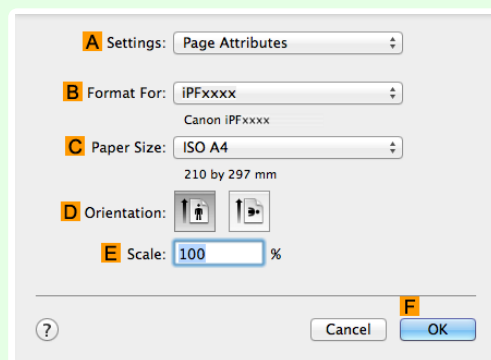 A Settings: Page Attributes
B Format For: iPFxxxx
Canon iPFxxxx
C Paper Size: ISO A4
210 by 297 mm
D Orientation:
E Scale: 100 %
F
? Cancel OK